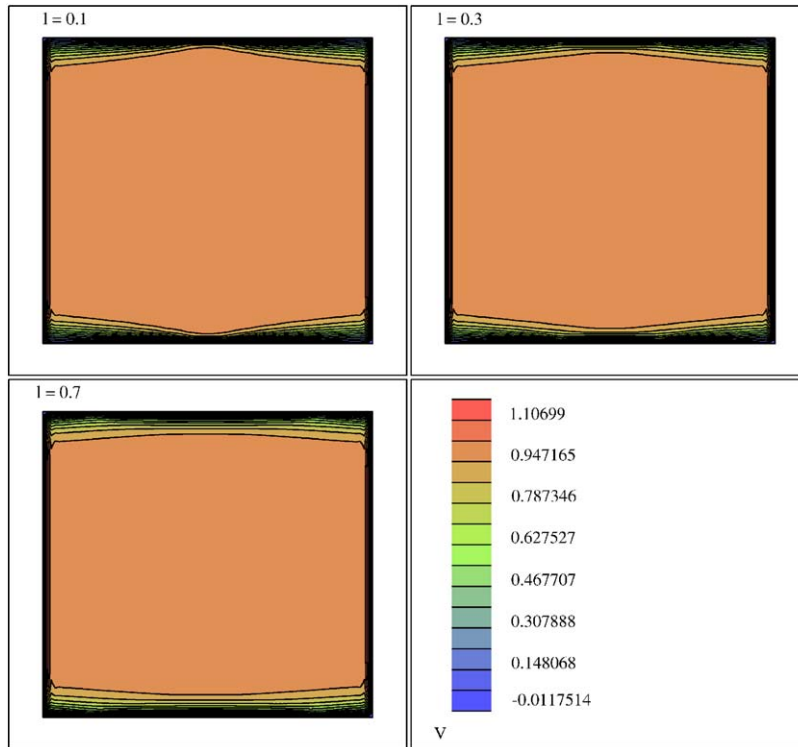 l = 0.1
l = 0.3
l = 0.7
1.10699
0.947165
0.787346
0.627527
0.467707
0.307888
0.148068
-0.0117514
V